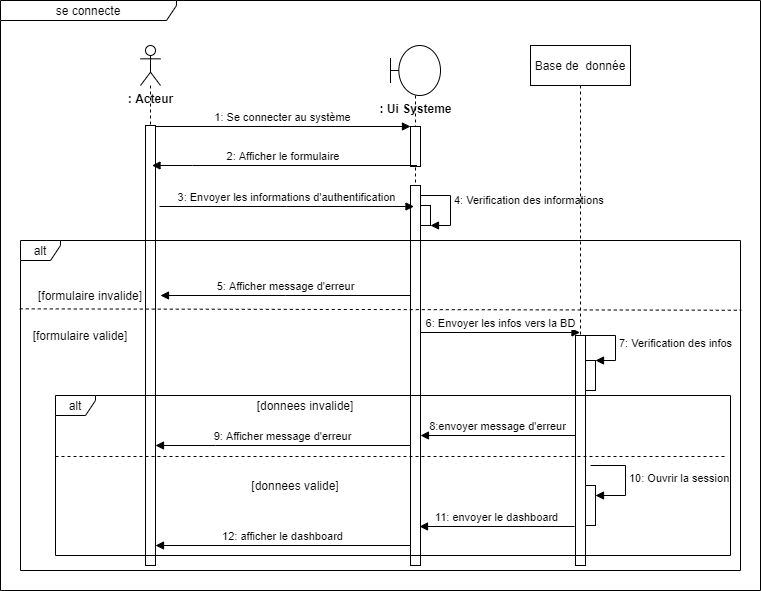 se connecte
: Acteur
: Ui Systeme
Base de donnée
1: Se connecter au système
2: Afficher le formulaire
3: Envoyer les informations d'authentification
4: Verification des informations
alt
5: Afficher message d'erreur
[formulaire invalide]
6: Envoyer les infos vers la BD
[formulaire valide]
7: Verification des infos
alt
[donnees invalide]
8:envoyer message d'erreur
9: Afficher message d'erreur
10: Ouvrir la session
[donnees valide]
11: envoyer le dashboard
12: afficher le dashboard